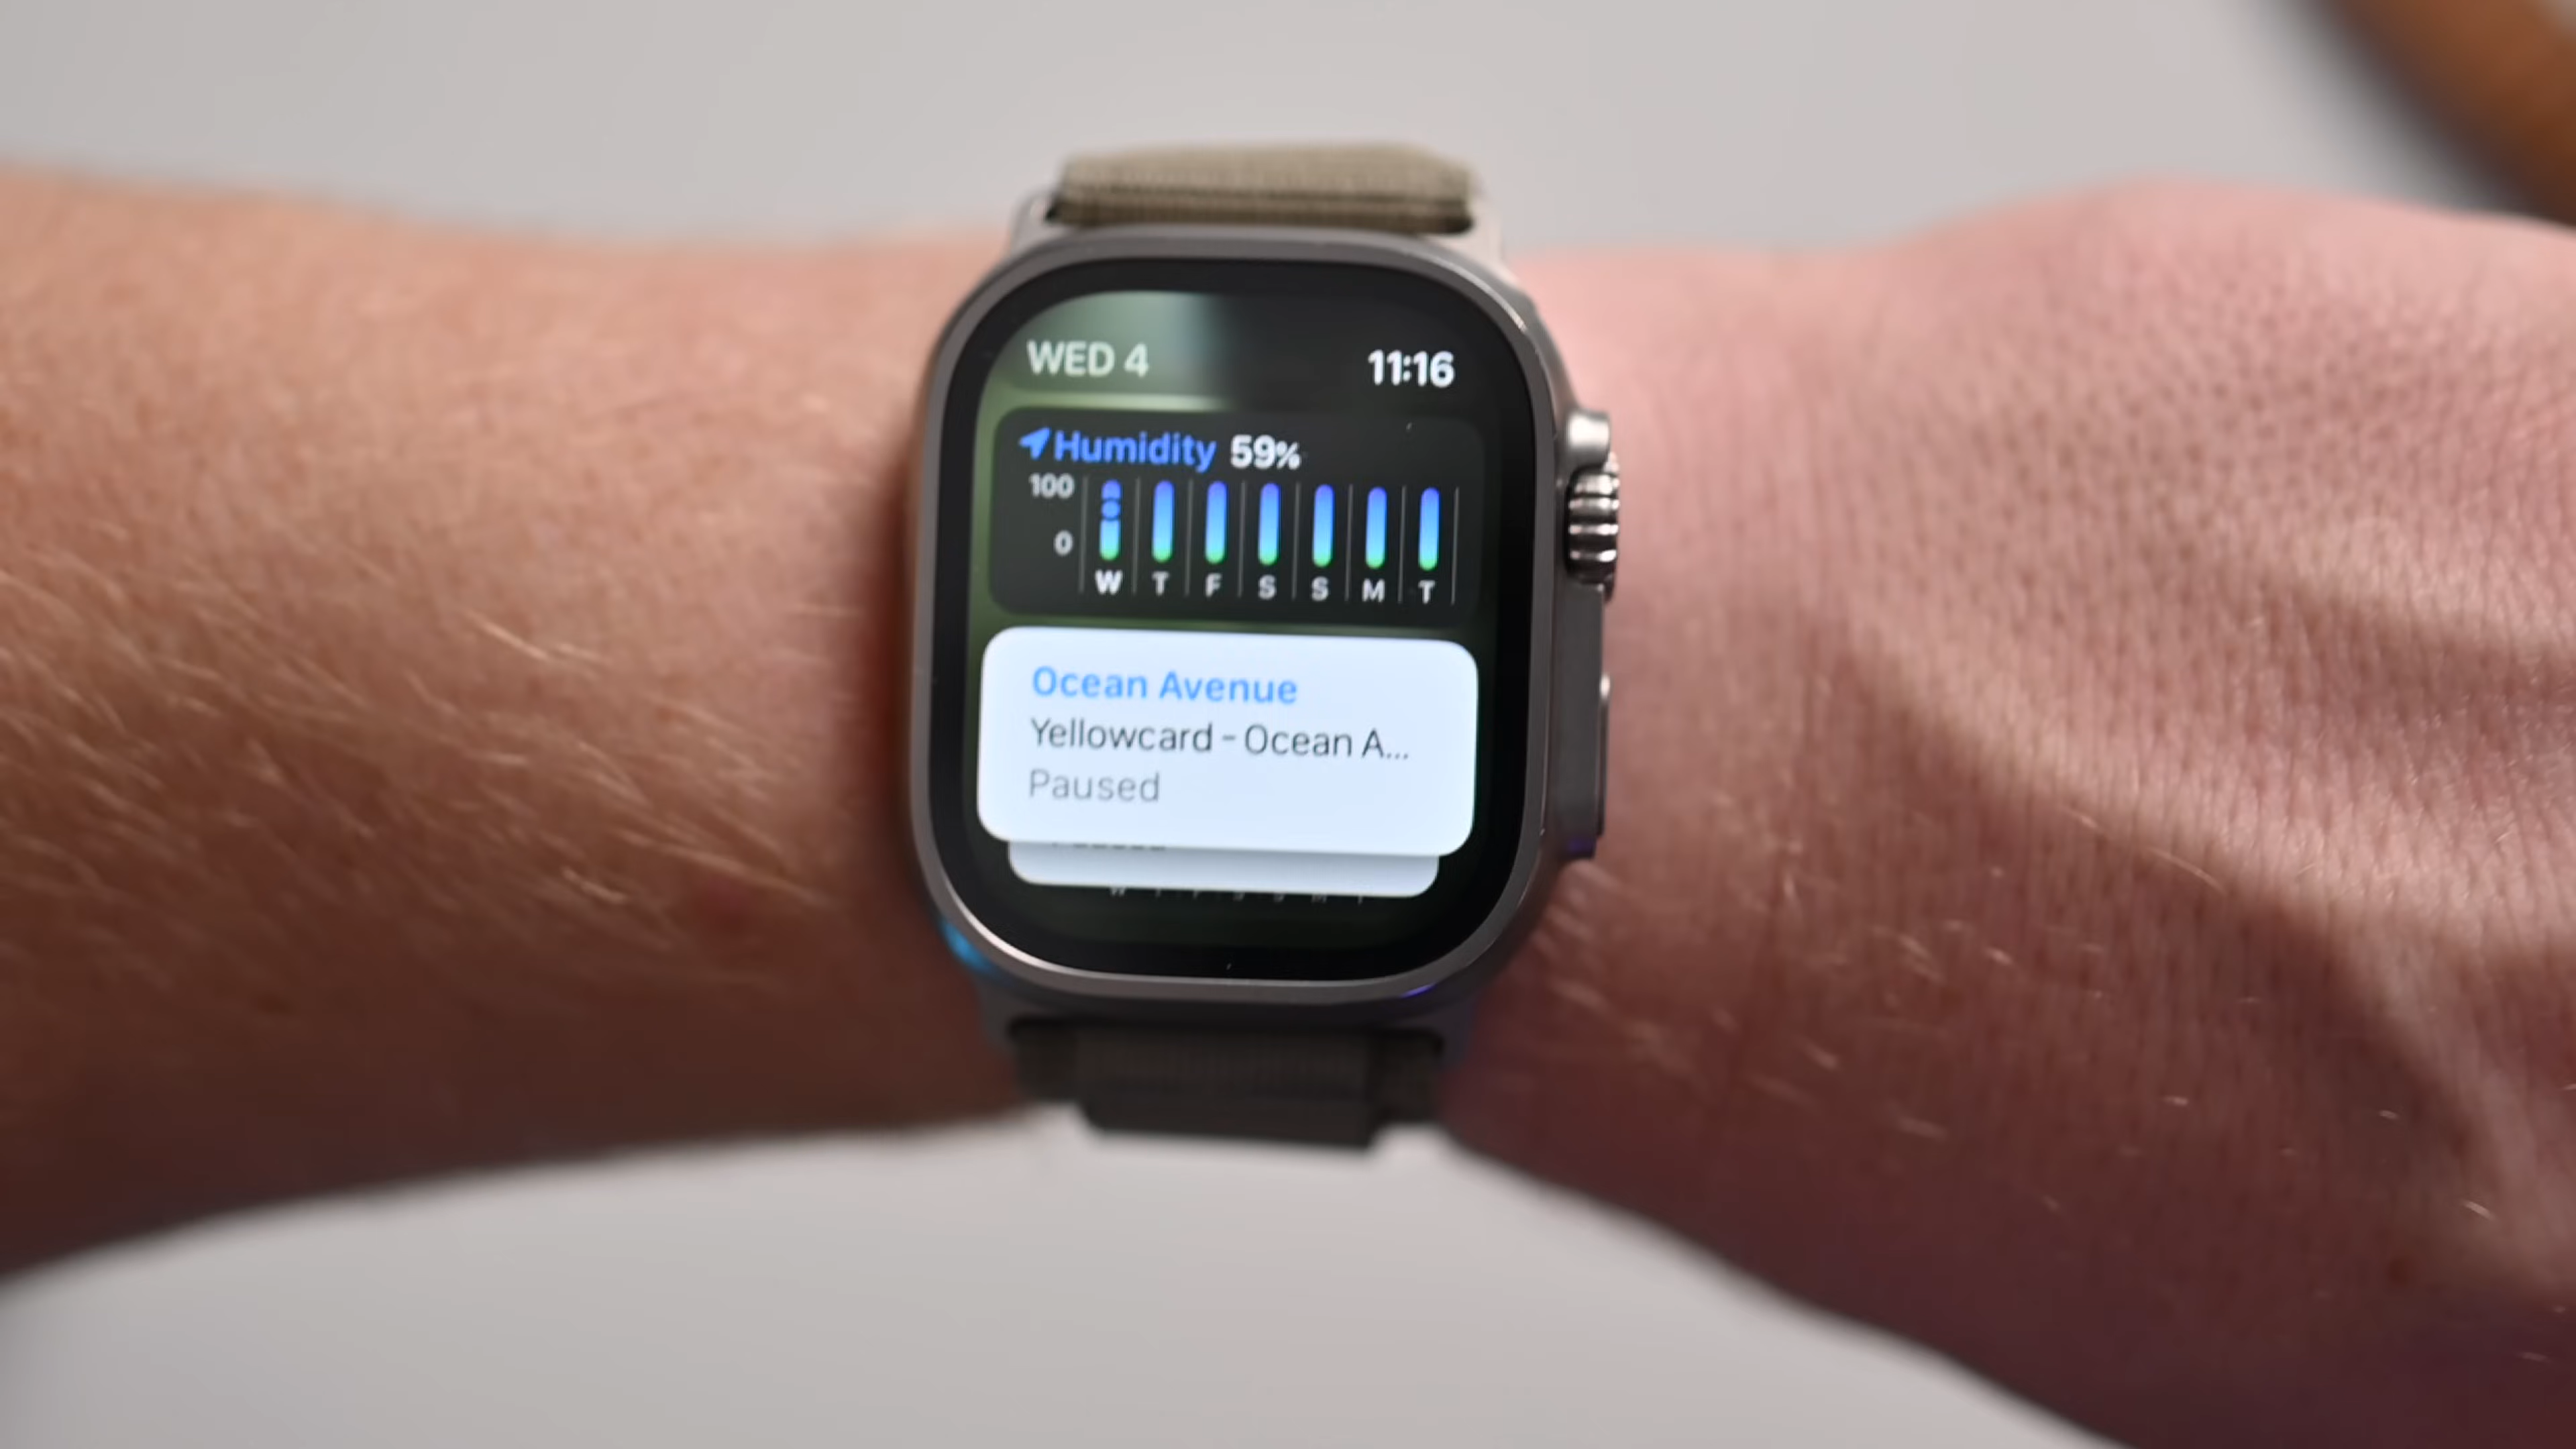 WED 4
11:16
Humidity 59%
100
0
W T F S S M T
Ocean Avenue
Yellowcard - Ocean A...
Paused